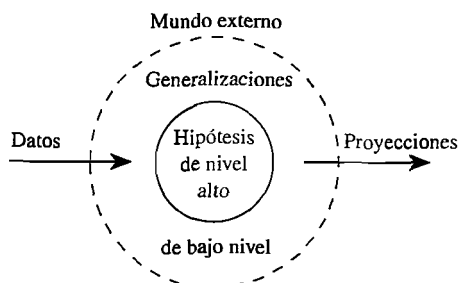 Mundo externo
Generalizaciones
Datos
Hipótesis
de nivel
alto
Proyecciones
de bajo nivel